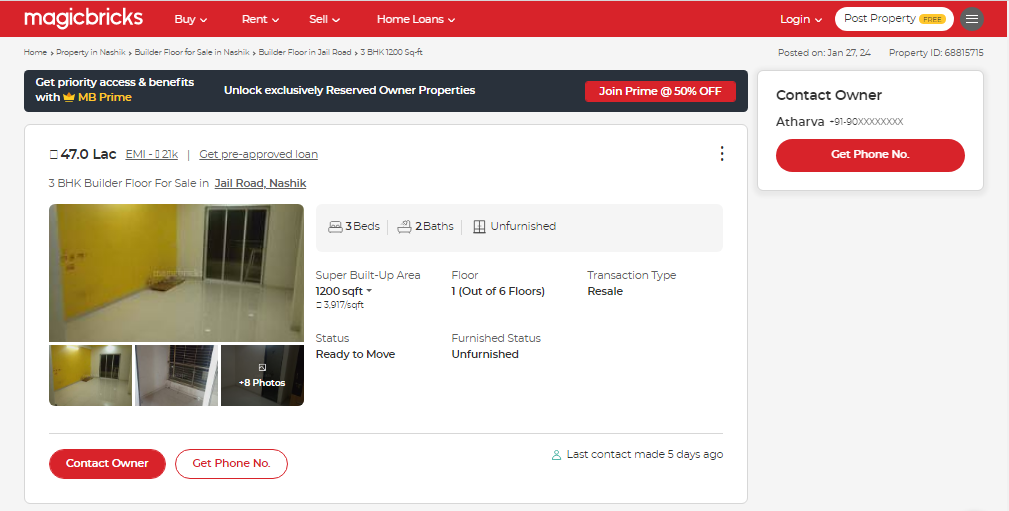 magicbricks
Buy
Rent
Sell
Home Loans
Login
Post Property FREE
Home > Property in Nashik > Builder Floor for Sale in Nashik > Builder Floor in Jail Road > 3 BHK 1200 Sq-ft
Posted on: Jan 27, 24 Property ID: 68815715
Get priority access & benefits
with MB Prime
Unlock exclusively Reserved Owner Properties
Join Prime @ 50% OFF
Contact Owner
Atharva +91-90XXXXXXXX
Get Phone No.
47.0 Lac EMI - 21k | Get pre-approved loan
3 BHK Builder Floor For Sale in Jail Road, Nashik
magicbricks
+8 Photos
3 Beds 2 Baths Unfurnished
Super Built-Up Area
1200 sqft
3,917/sqft
Floor
1 (Out of 6 Floors)
Transaction Type
Resale
Status
Ready to Move
Furnished Status
Unfurnished
Contact Owner
Get Phone No.
Last contact made 5 days ago